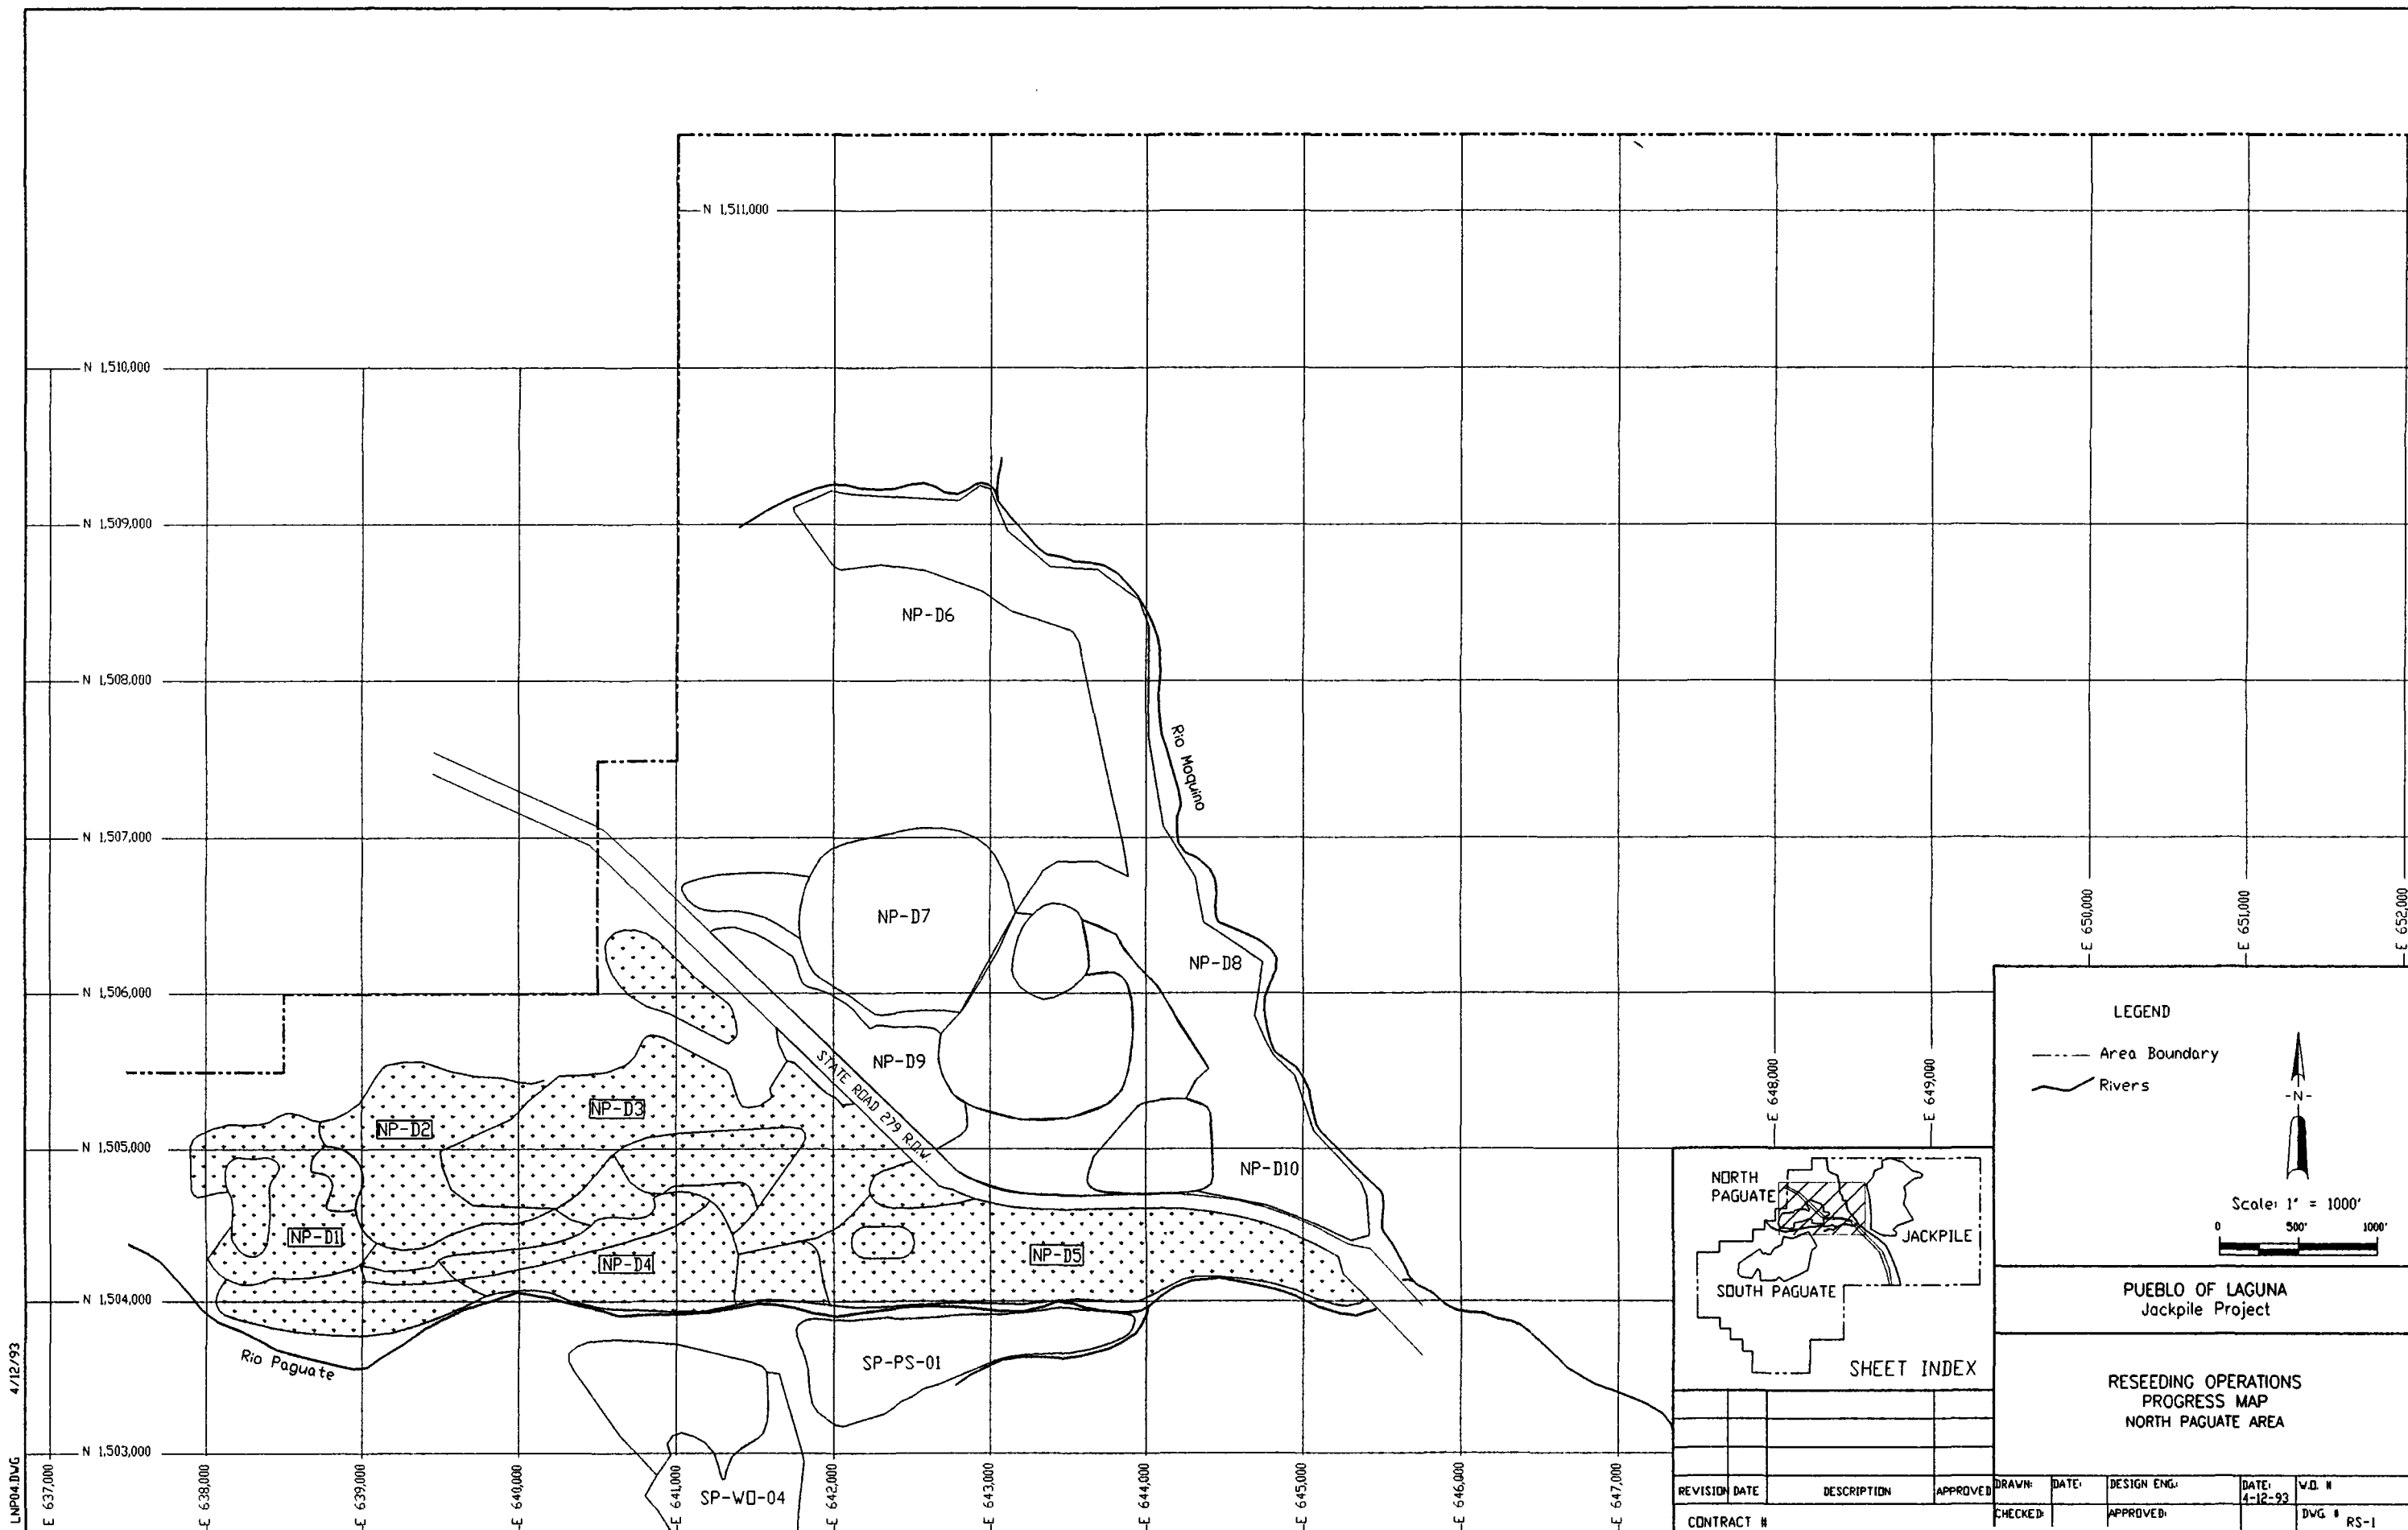 N 1,511,000
N 1,510,000
N 1,509,000
N 1,508,000
N 1,507,000
N 1,506,000
N 1,505,000
N 1,504,000
N 1,503,000
NP-D6
Rio Moquino
NP-D7
NP-D8
NP-D9
STATE ROAD 279 R.O.W.
NP-D3
NP-D2
NP-D10
NP-D1
NP-D4
NP-D5
Rio Paguate
SP-PS-01
SP-WO-04
E 637,000
E 638,000
E 639,000
E 640,000
E 641,000
E 642,000
E 643,000
E 644,000
E 645,000
E 646,000
E 647,000
E 648,000
E 649,000
E 650,000
E 651,000
E 652,000
LNP04.DWG 4/12/93
LEGEND
Area Boundary
Rivers
-N-
Scale: 1" = 1000'
0 500' 1000'
NORTH
PAGUATE
JACKPILE
SOUTH PAGUATE
SHEET INDEX
PUEBLO OF LAGUNA
Jackpile Project
RESEEDING OPERATIONS
PROGRESS MAP
NORTH PAGUATE AREA
REVISION DATE DESCRIPTION APPROVED
CONTRACT #
DRAWN: DATE: DESIGN ENG.: DATE: W.O. #
4-12-93
CHECKED: APPROVED: DWG # RS-1